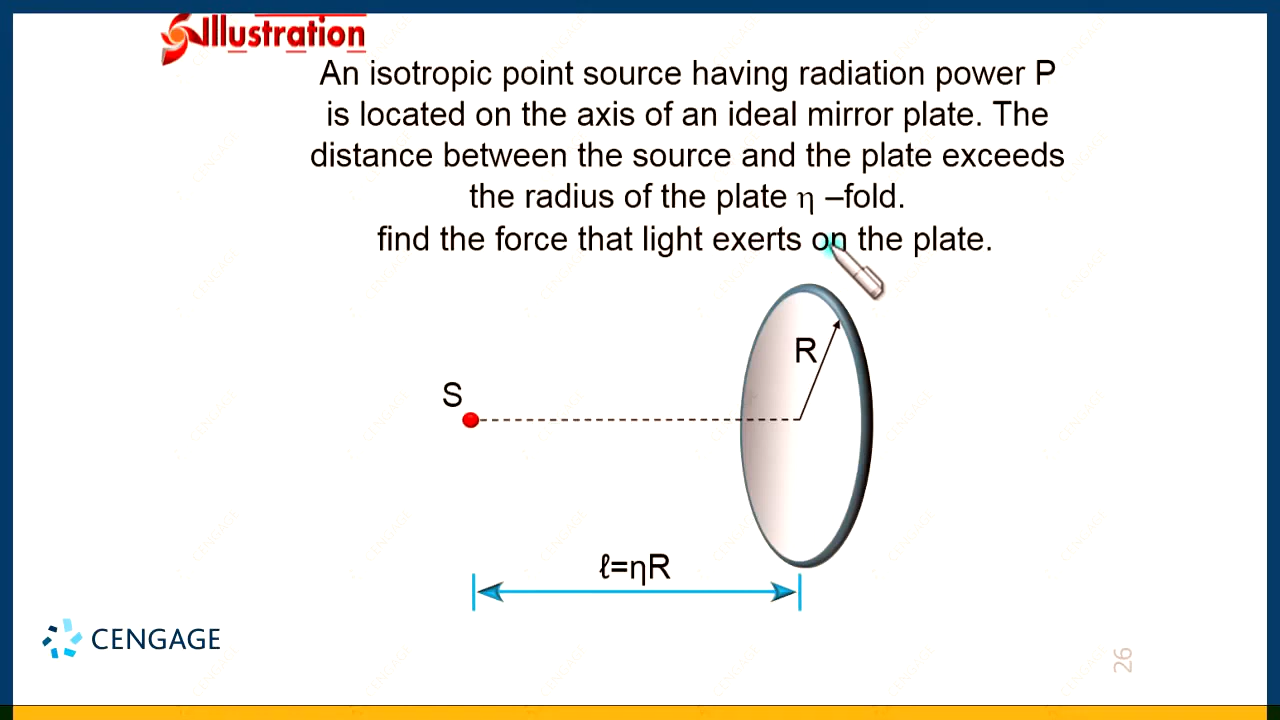 Illustration
An isotropic point source having radiation power P
is located on the axis of an ideal mirror plate. The
distance between the source and the plate exceeds
the radius of the plate η –fold.
find the force that light exerts on the plate.
R
S
ℓ=ηR
CENGAGE
26